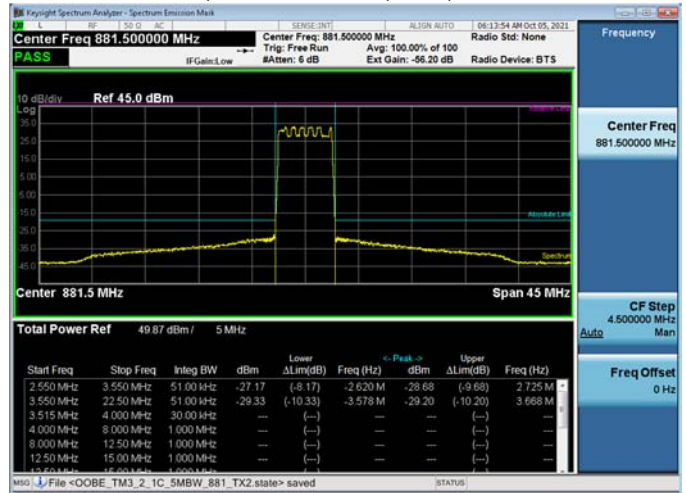 Keysight Spectrum Analyzer - Spectrum Emission Mask
L RF 50 Ω AC SENSE:INT ALIGN AUTO 06:13:54 AM Oct 05, 2021
Center Freq 881.500000 MHz Center Freq: 881.500000 MHz Radio Std: None Frequency
PASS Trig: Free Run Avg: 100.00% of 100
IFGain:Low #Atten: 6 dB Ext Gain: -56.20 dB Radio Device: BTS
10 dB/div Ref 45.0 dBm
Log
35.0
25.0
15.0
5.00
-5.00
-15.0 Absolute Limit
-25.0
-35.0 Spectrum
-45.0
Center 881.5 MHz Span 45 MHz
Center Freq
881.500000 MHz
CF Step
4.500000 MHz
Auto Man
Freq Offset
0 Hz
Total Power Ref 49.87 dBm / 5 MHz
Lower <- Peak -> Upper
Start Freq Stop Freq Integ BW dBm ΔLim(dB) Freq (Hz) dBm ΔLim(dB) Freq (Hz)
2.550 MHz 3.550 MHz 51.00 kHz -27.17 (-8.17) -2.620 M -28.68 (-9.68) 2.725 M
3.550 MHz 22.50 MHz 51.00 kHz -29.33 (-10.33) -3.578 M -29.20 (-10.20) 3.668 M
3.515 MHz 4.000 MHz 30.00 kHz --- (---) --- --- (---) ---
4.000 MHz 8.000 MHz 1.000 MHz --- (---) --- --- (---) ---
8.000 MHz 12.50 MHz 1.000 MHz --- (---) --- --- (---) ---
12.50 MHz 15.00 MHz 1.000 MHz --- (---) --- --- (---) ---
MSG File <OOBE_TM3_2_1C_5MBW_881_TX2.state> saved STATUS